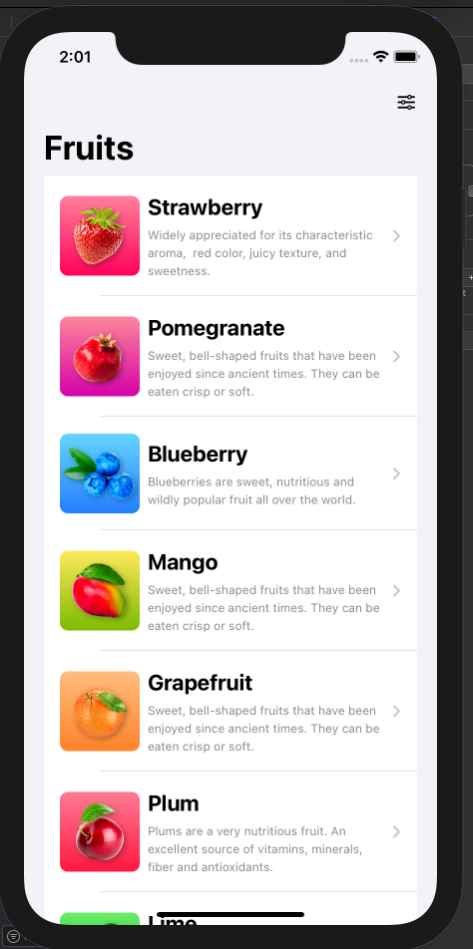 2:01
Fruits
Strawberry
Widely appreciated for its characteristic
aroma,  red color, juicy texture, and
sweetness.
Pomegranate
Sweet, bell-shaped fruits that have been
enjoyed since ancient times. They can be
eaten crisp or soft.
Blueberry
Blueberries are sweet, nutritious and
wildly popular fruit all over the world.
Mango
Sweet, bell-shaped fruits that have been
enjoyed since ancient times. They can be
eaten crisp or soft.
Grapefruit
Sweet, bell-shaped fruits that have been
enjoyed since ancient times. They can be
eaten crisp or soft.
Plum
Plums are a very nutritious fruit. An
excellent source of vitamins, minerals,
fiber and antioxidants.
Lime